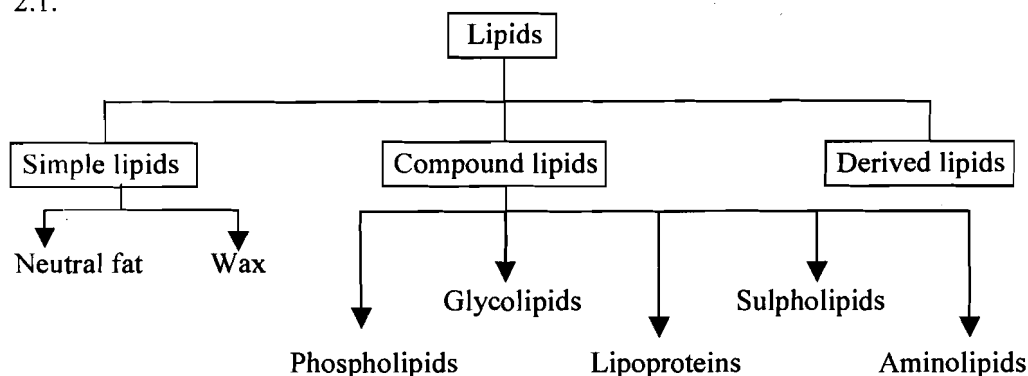 2.1.
Lipids
Simple lipids Compound lipids Derived lipids
Neutral fat Wax
Glycolipids Sulpholipids
Phospholipids Lipoproteins Aminolipids